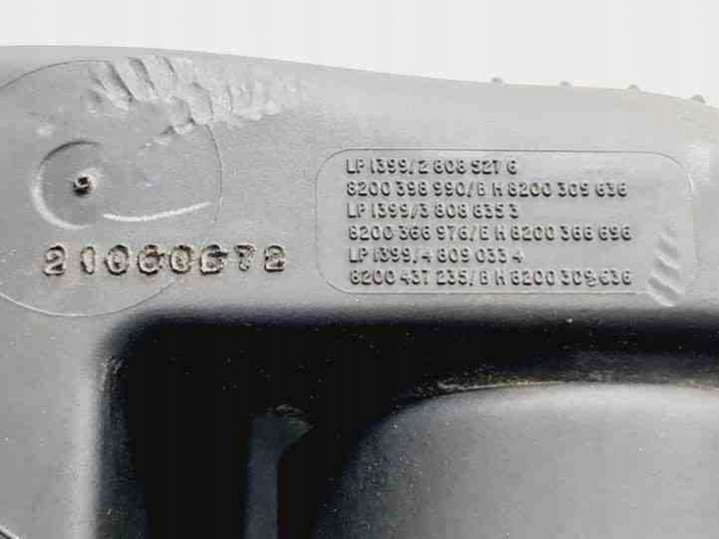 LP 1399/2 808 527 6
8200 398 990/B H 8200 309 636
LP 1399/3 808 635 3
8200 366 976/E H 8200 366 696
LP 1399/4 809 033 4
8200 437 235/B H 8200 309 636